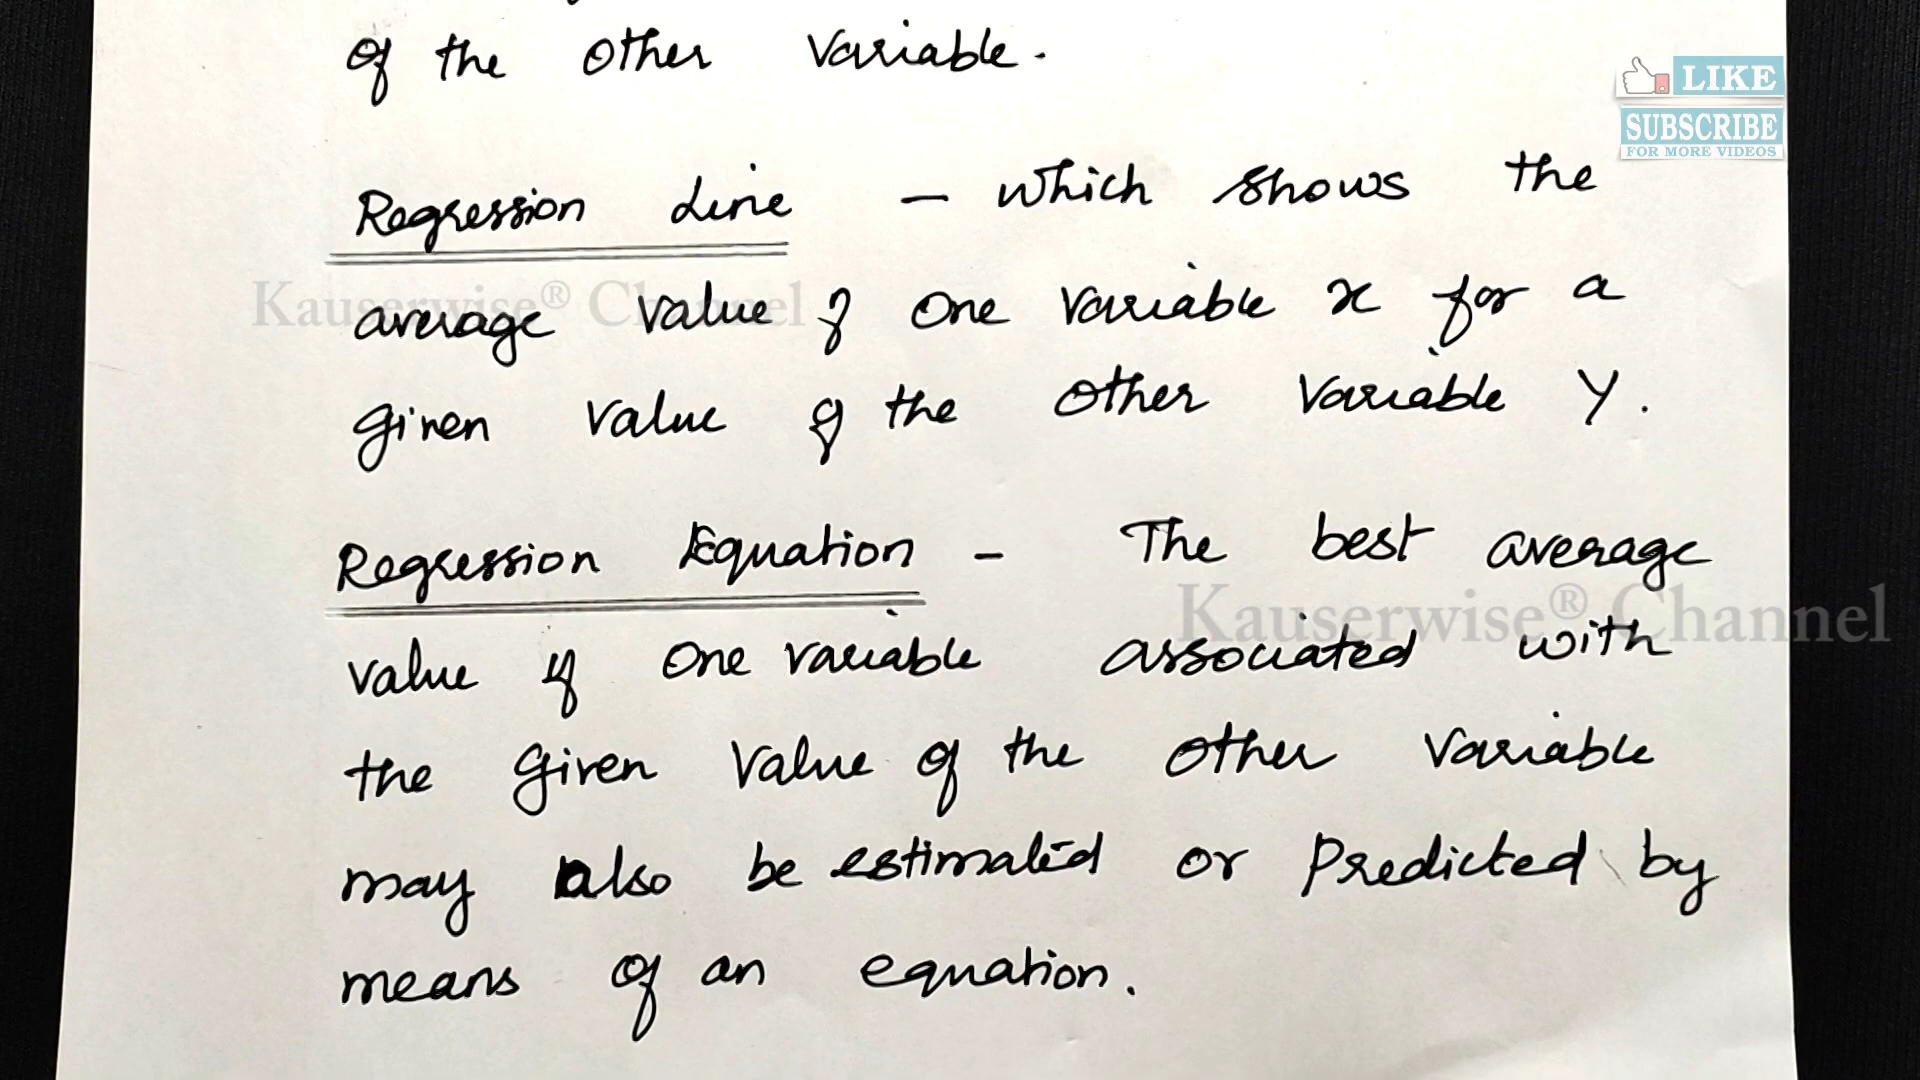 of the other variable.
LIKE
SUBSCRIBE
FOR MORE VIDEOS
Regression Line – which shows the
Kauserwise® Channel
average value of one variable x for a
given value of the other variable Y.
Regression Equation – The best average
Kauserwise® Channel
value of one variable associated with
the given value of the other variable
may also be estimated or predicted by
means of an equation.